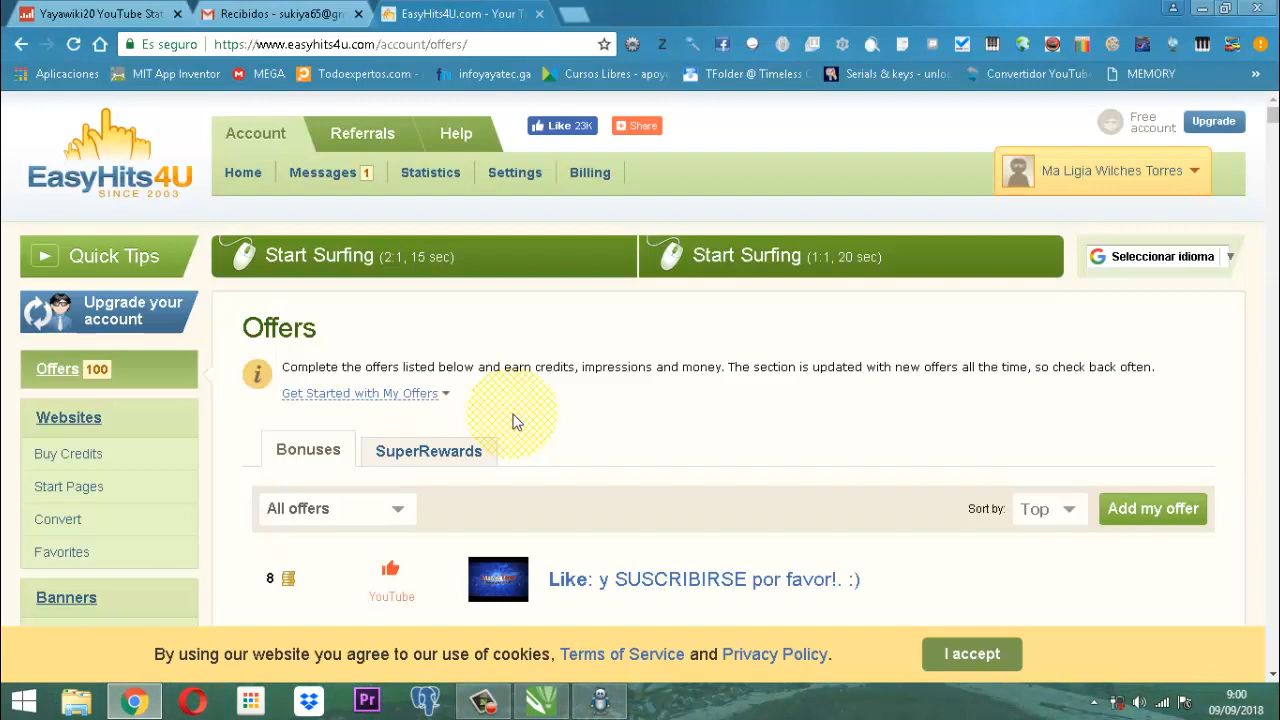 Yayawiki20 YouTube Stat
Recibidos - sukiya65@gm
EasyHits4U.com - Your T
Es seguro
https://www.easyhits4u.com/account/offers/
Aplicaciones
MIT App Inventor
MEGA
Todoexpertos.com -
infoyayatec.ga
Cursos Libres - apoy
TFolder @ Timeless
Serials & keys - unlo
Convertidor YouTub
MEMORY
»
EasyHits4U
SINCE 2003
Account
Referrals
Help
Like 23K
Share
Free account
Upgrade
Home
Messages 1
Statistics
Settings
Billing
Ma Ligia Wilches Torres
Quick Tips
Start Surfing (2:1, 15 sec)
Start Surfing (1:1, 20 sec)
Seleccionar idioma
Upgrade your
account
Offers 100
Websites
Buy Credits
Start Pages
Convert
Favorites
Banners
Offers
Complete the offers listed below and earn credits, impressions and money. The section is updated with new offers all the time, so check back often.
Get Started with My Offers
Bonuses
SuperRewards
All offers
Sort by:
Top
Add my offer
8
YouTube
Like: y SUSCRIBIRSE por favor!. :)
By using our website you agree to our use of cookies, Terms of Service and Privacy Policy.
I accept
Pr
9:00
09/09/2018